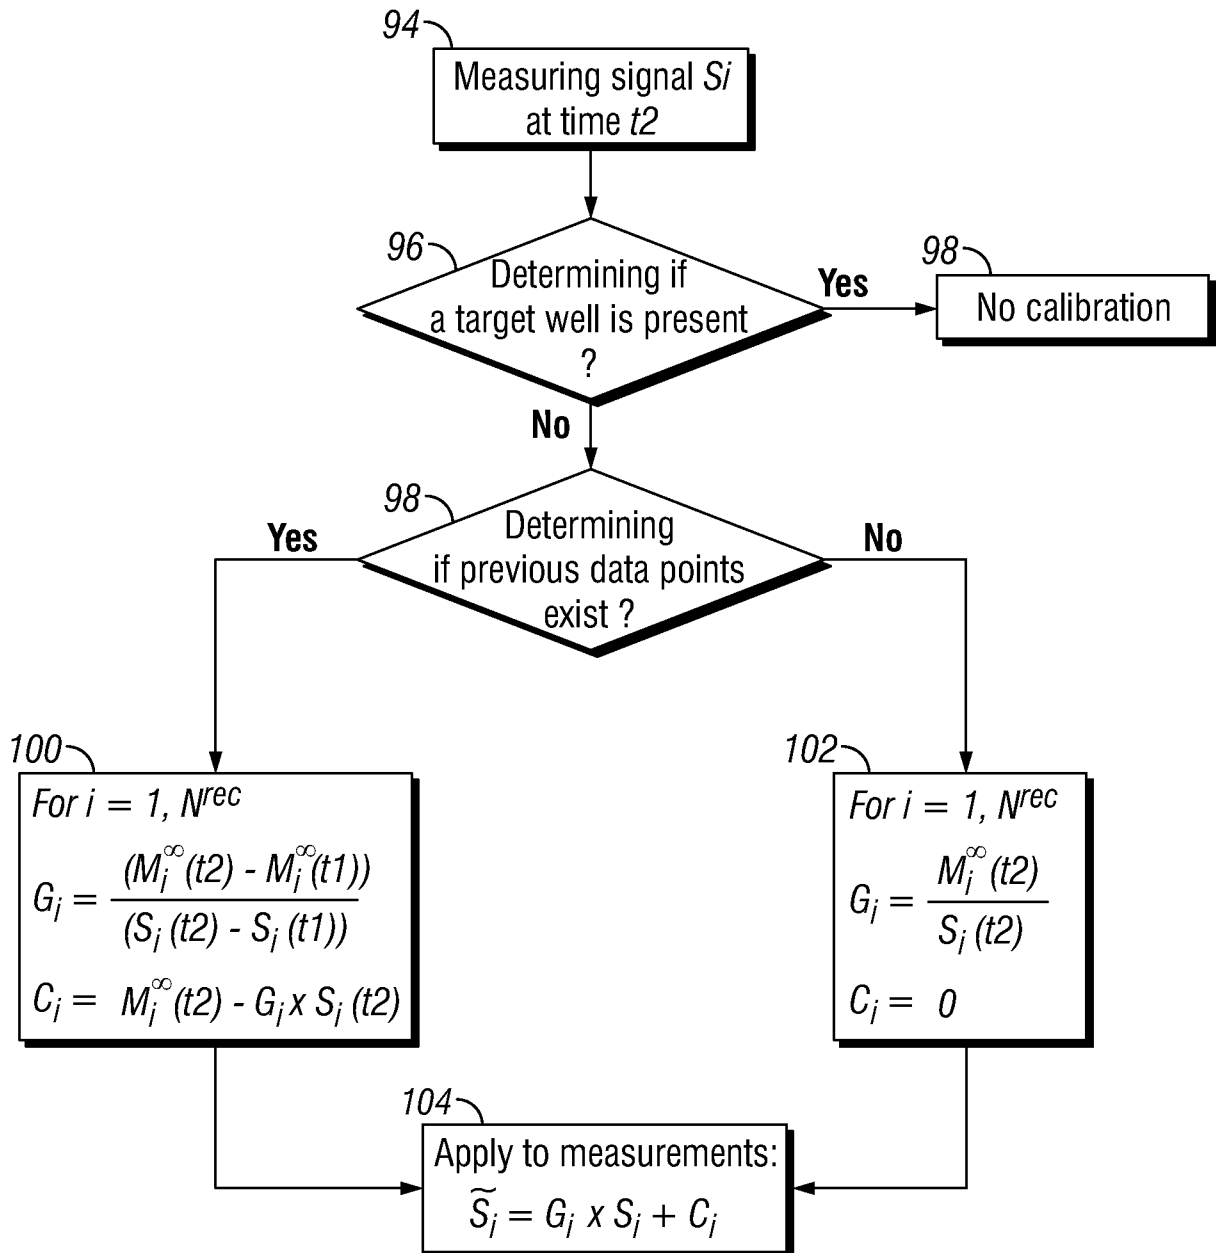 94
Measuring signal Si
at time t2
96
Determining if
a target well is present
?
Yes
98
No calibration
No
98
Determining
if previous data points
exist ?
Yes
No
100
For i = 1, N^rec
G_i = (M_i^∞(t2) - M_i^∞(t1)) / (S_i (t2) - S_i (t1))
C_i = M_i^∞(t2) - G_i x S_i (t2)
102
For i = 1, N^rec
G_i = M_i^∞(t2) / S_i (t2)
C_i = 0
104
Apply to measurements:
S̃_i = G_i x S_i + C_i